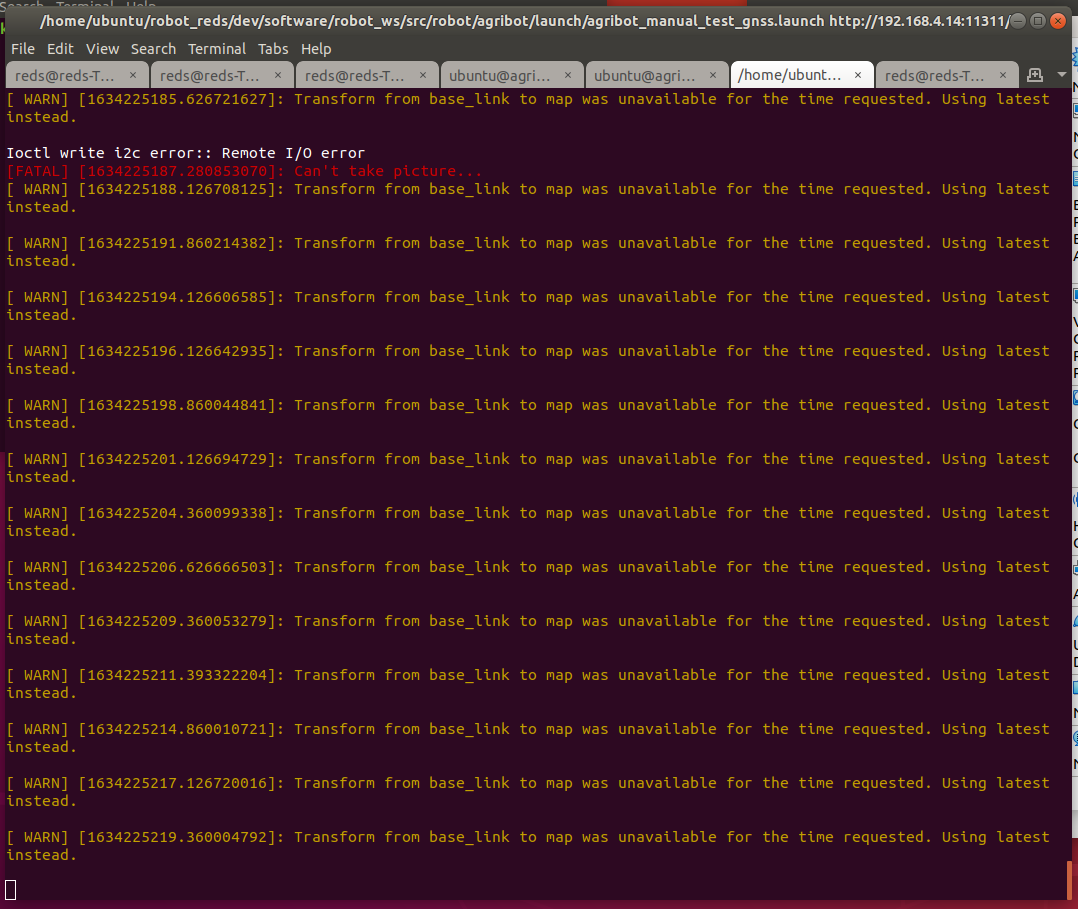 /home/ubuntu/robot_reds/dev/software/robot_ws/src/robot/agribot/launch/agribot_manual_test_gnss.launch http://192.168.4.14:11311/
File Edit View Search Terminal Tabs Help
reds@reds-T... × reds@reds-T... × reds@reds-T... × ubuntu@agri... × ubuntu@agri... × /home/ubunt... × reds@reds-T... ×
[ WARN] [1634225185.626721627]: Transform from base_link to map was unavailable for the time requested. Using latest
instead.
Ioctl write i2c error:: Remote I/O error
[FATAL] [1634225187.280853070]: Can't take picture...
[ WARN] [1634225188.126708125]: Transform from base_link to map was unavailable for the time requested. Using latest
instead.
[ WARN] [1634225191.860214382]: Transform from base_link to map was unavailable for the time requested. Using latest
instead.
[ WARN] [1634225194.126606585]: Transform from base_link to map was unavailable for the time requested. Using latest
instead.
[ WARN] [1634225196.126642935]: Transform from base_link to map was unavailable for the time requested. Using latest
instead.
[ WARN] [1634225198.860044841]: Transform from base_link to map was unavailable for the time requested. Using latest
instead.
[ WARN] [1634225201.126694729]: Transform from base_link to map was unavailable for the time requested. Using latest
instead.
[ WARN] [1634225204.360099338]: Transform from base_link to map was unavailable for the time requested. Using latest
instead.
[ WARN] [1634225206.626666503]: Transform from base_link to map was unavailable for the time requested. Using latest
instead.
[ WARN] [1634225209.360053279]: Transform from base_link to map was unavailable for the time requested. Using latest
instead.
[ WARN] [1634225211.393322204]: Transform from base_link to map was unavailable for the time requested. Using latest
instead.
[ WARN] [1634225214.860010721]: Transform from base_link to map was unavailable for the time requested. Using latest
instead.
[ WARN] [1634225217.126720016]: Transform from base_link to map was unavailable for the time requested. Using latest
instead.
[ WARN] [1634225219.360004792]: Transform from base_link to map was unavailable for the time requested. Using latest
instead.